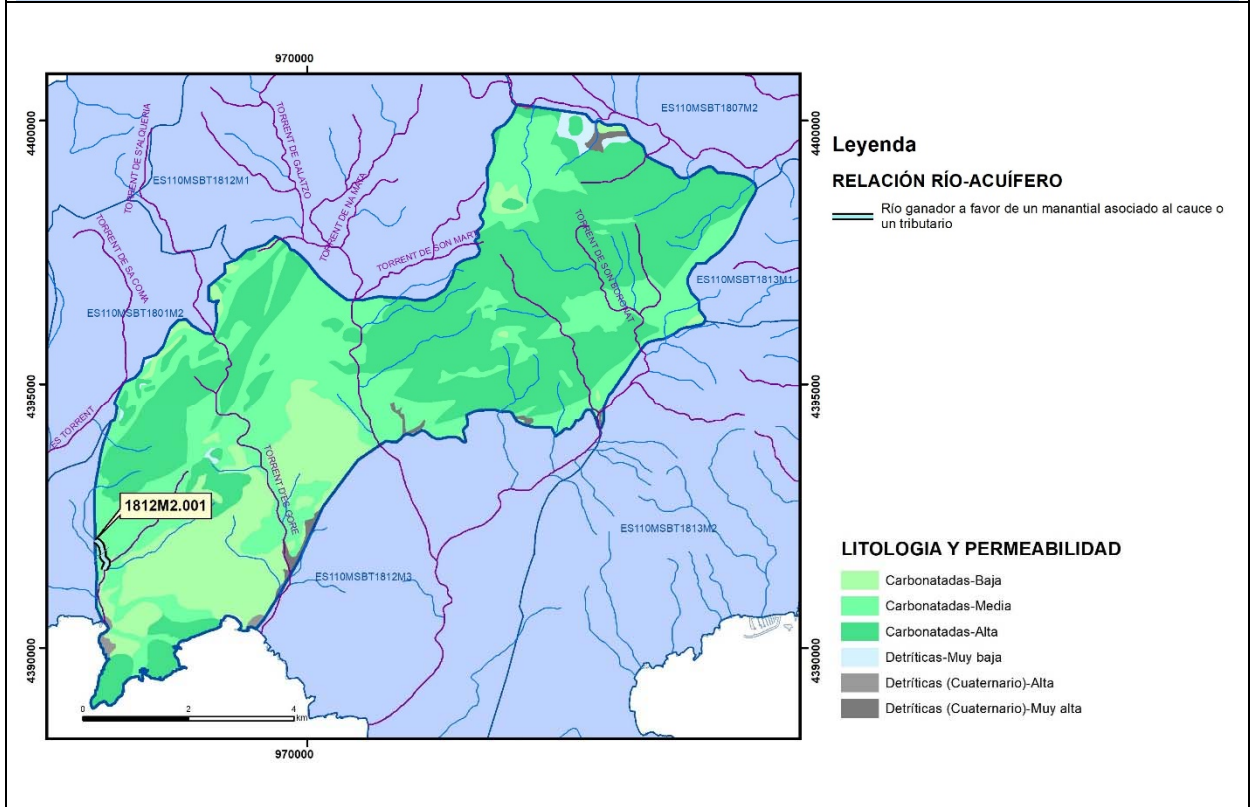 970000
4400000
4400000
ES110MSBT1807M2
TORRENT DE S'ALQUERIA
TORRENT DE GALATZO
ES110MSBT1812M1
TORRENT DE NA MATA
TORRENT DE SA COMA
TORRENT DE SON MART
TORRENT DE SON BORONAT
ES110MSBT1813M1
ES110MSBT1801M2
4395000
4395000
ES TORRENT
TORRENT D'ES GORE
1812M2.001
ES110MSBT1813M2
ES110MSBT1812M3
4390000
4390000
0 2 4
km
970000
Leyenda
RELACIÓN RÍO-ACUÍFERO
Río ganador a favor de un manantial asociado al cauce o
un tributario
LITOLOGIA Y PERMEABILIDAD
Carbonatadas-Baja
Carbonatadas-Media
Carbonatadas-Alta
Detríticas-Muy baja
Detríticas (Cuaternario)-Alta
Detríticas (Cuaternario)-Muy alta